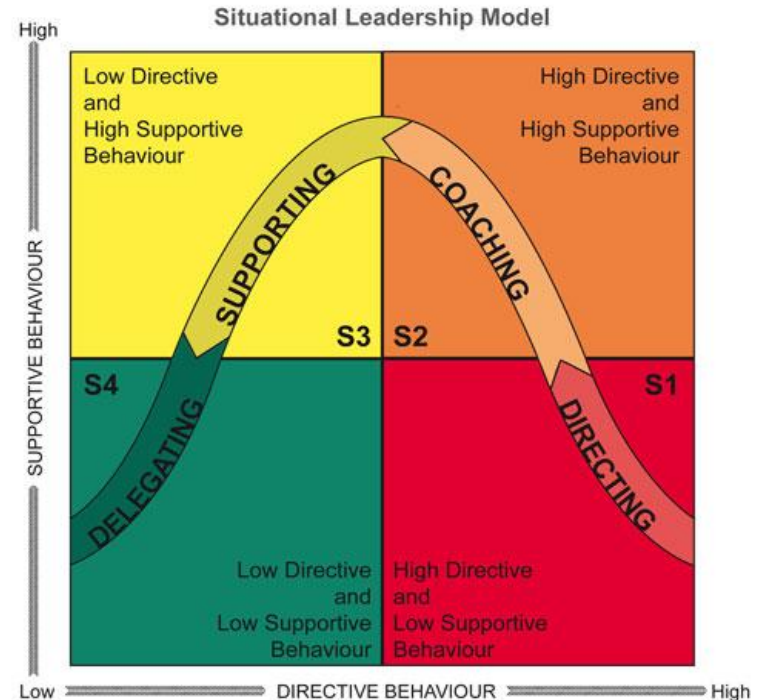 Situational Leadership Model
High
Low Directive
and
High Supportive
Behaviour
High Directive
and
High Supportive
Behaviour
SUPPORTING
COACHING
SUPPORTIVE BEHAVIOUR
S3
S2
S4
S1
DELEGATING
DIRECTING
Low Directive
and
Low Supportive
Behaviour
High Directive
and
Low Supportive
Behaviour
Low
DIRECTIVE BEHAVIOUR
High